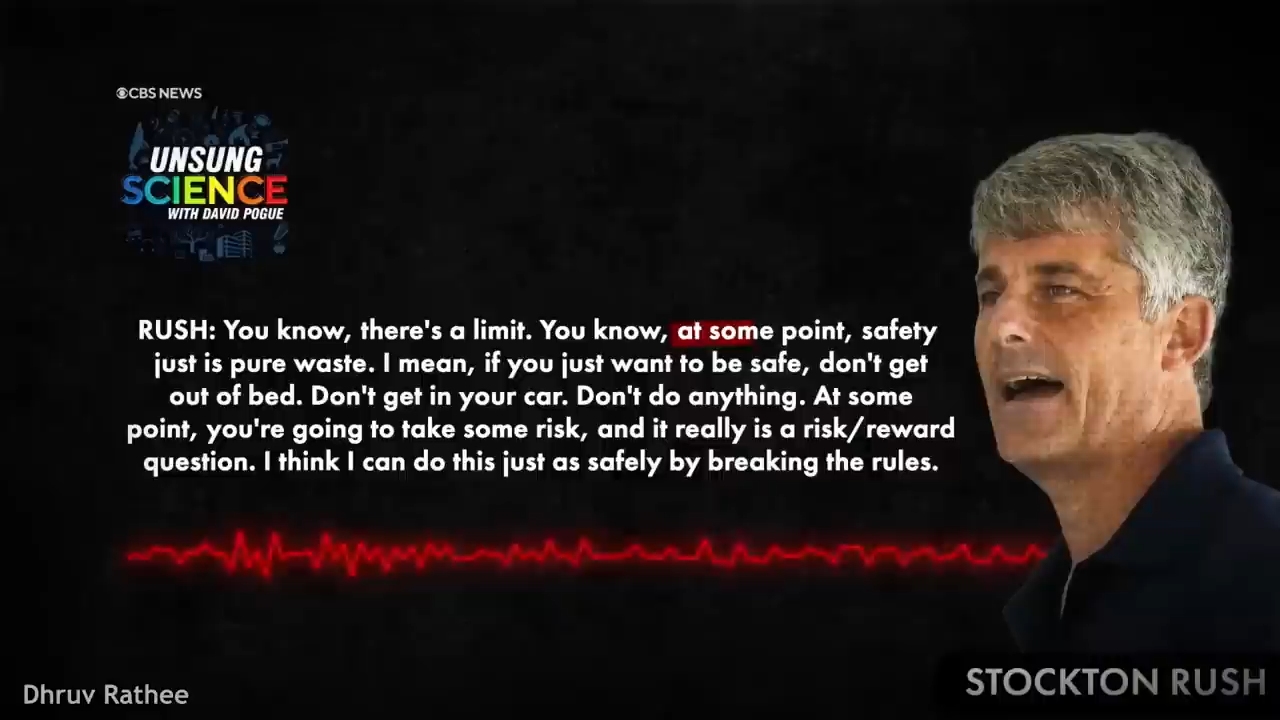 CBS NEWS
UNSUNG
SCIENCE
WITH DAVID POGUE
RUSH: You know, there's a limit. You know, at some point, safety
just is pure waste. I mean, if you just want to be safe, don't get
out of bed. Don't get in your car. Don't do anything. At some
point, you're going to take some risk, and it really is a risk/reward
question. I think I can do this just as safely by breaking the rules.
Dhruv Rathee
STOCKTON RUSH